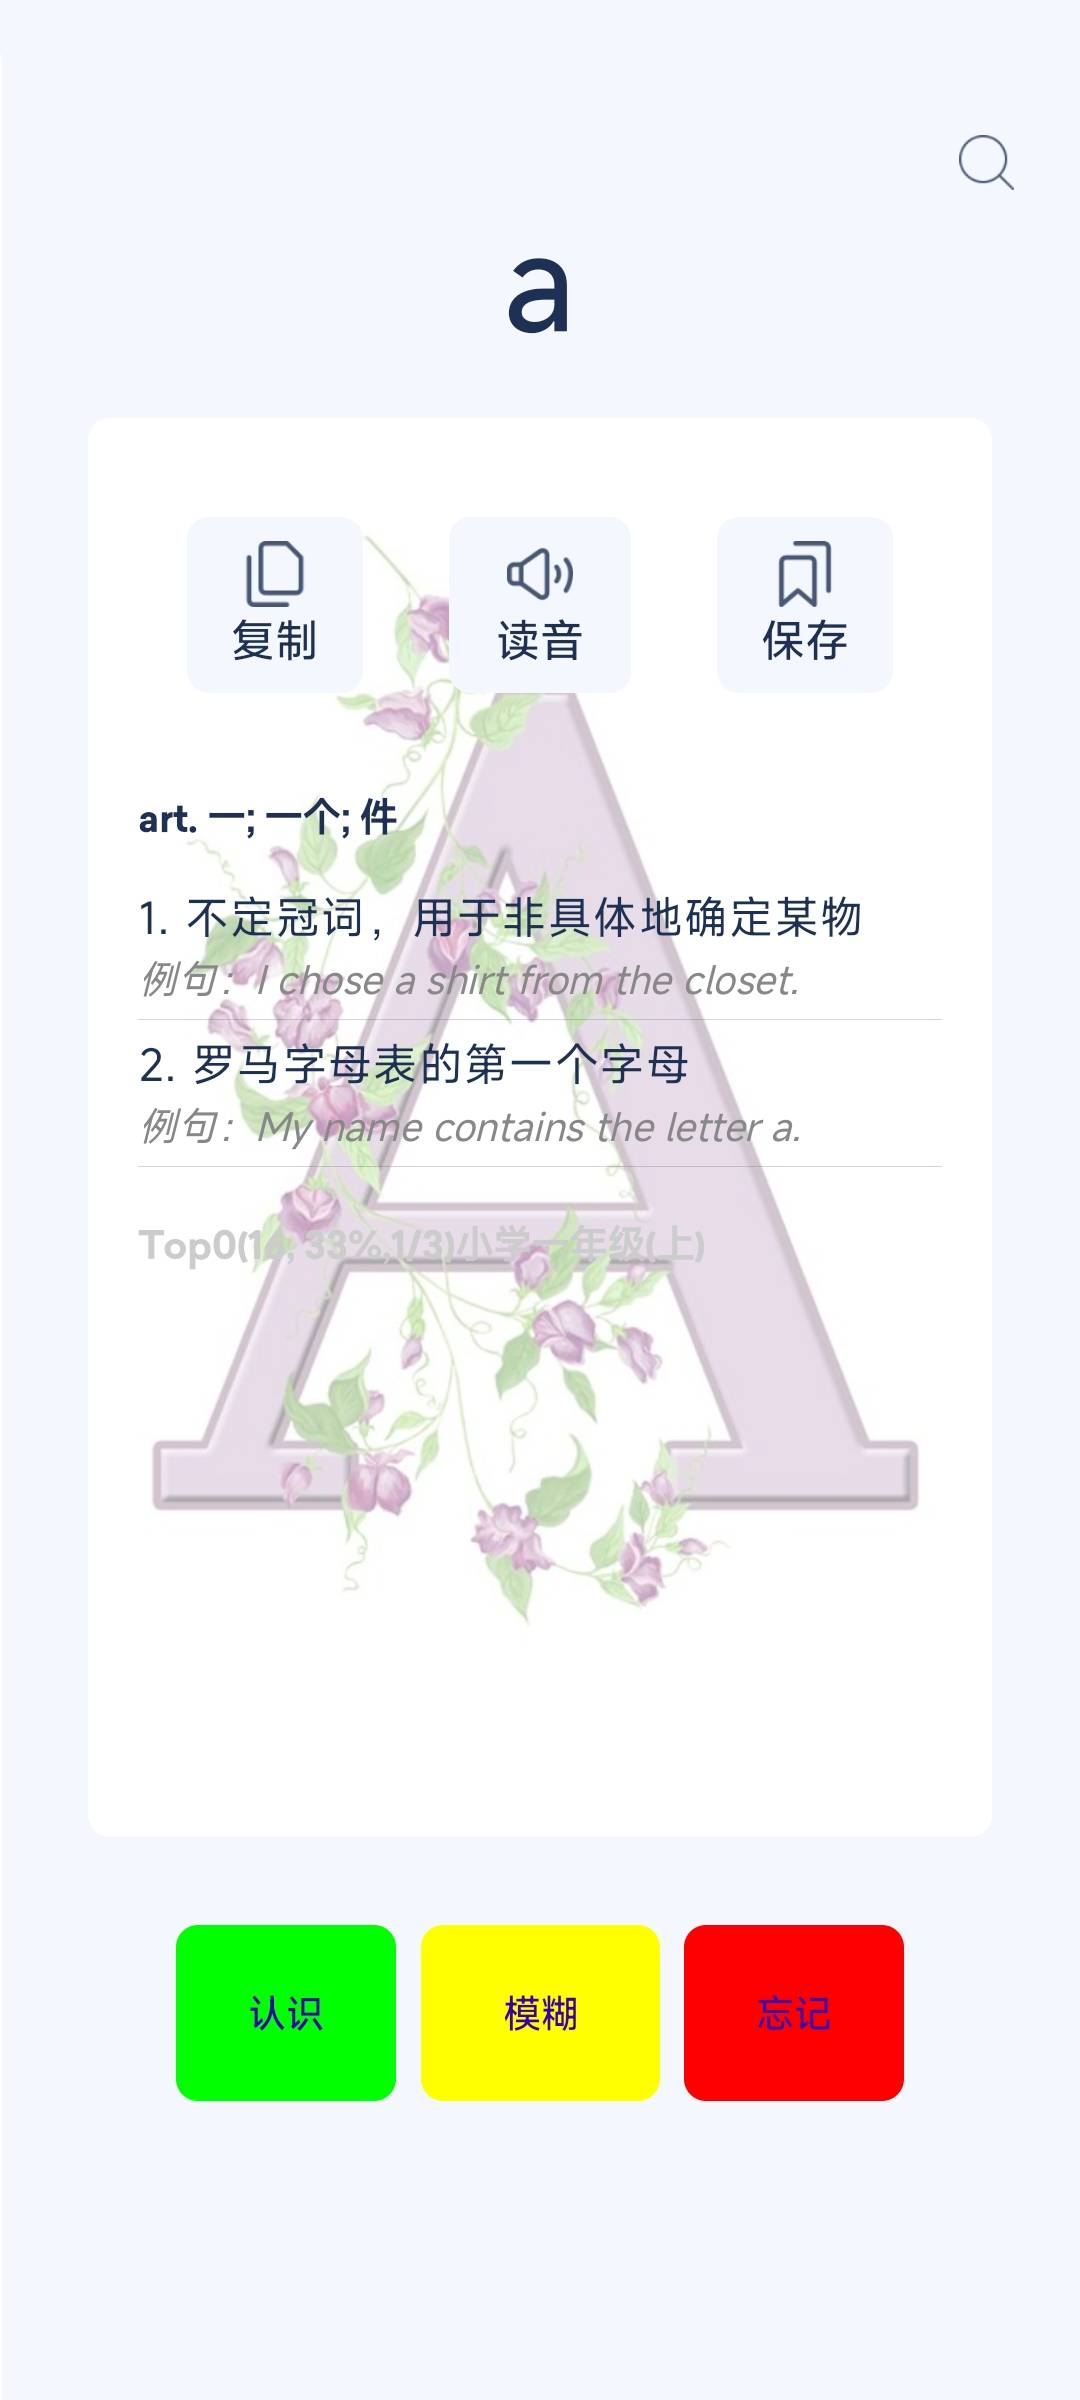 a
复制 读音 保存
art. 一; 一个; 件
1. 不定冠词，用于非具体地确定某物
例句：I chose a shirt from the closet.
2. 罗马字母表的第一个字母
例句：My name contains the letter a.
33%,1/3)小学一年级(上)
认识 模糊 忘记